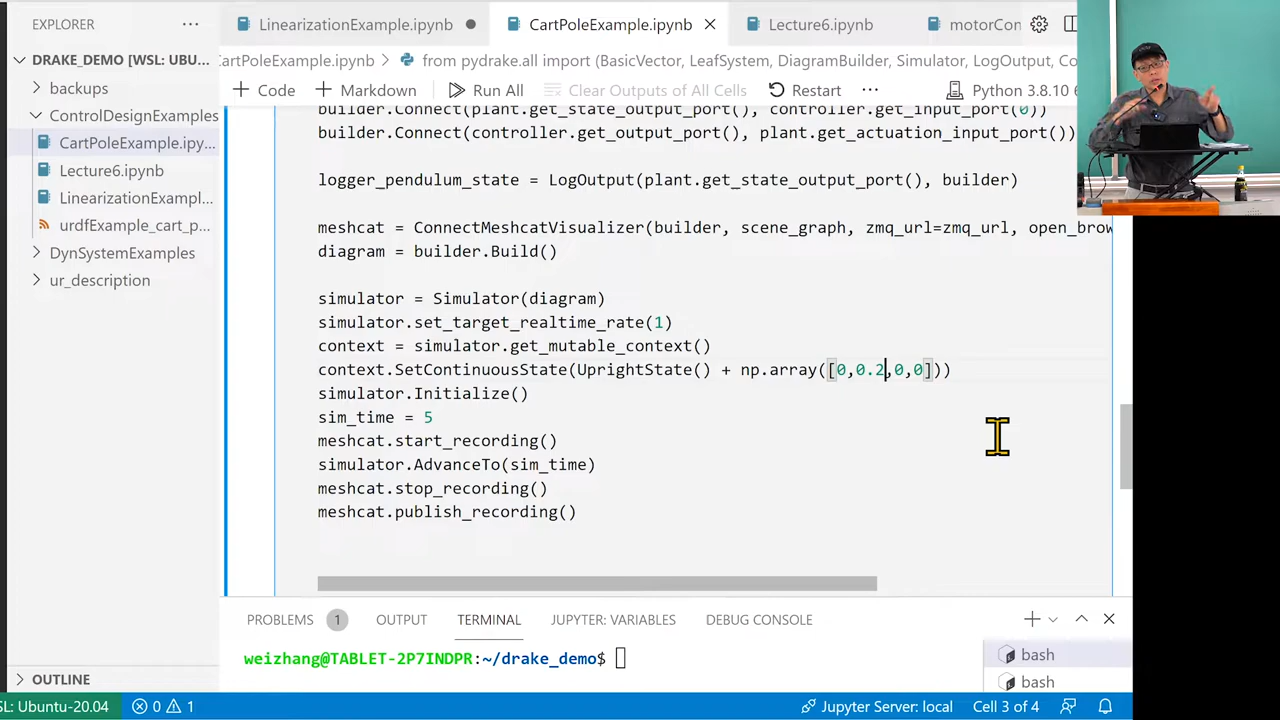 EXPLORER
LinearizationExample.ipynb
CartPoleExample.ipynb
Lecture6.ipynb
motorCon
DRAKE_DEMO [WSL: UBU...
backups
ControlDesignExamples
CartPoleExample.ipy...
Lecture6.ipynb
LinearizationExampl...
urdfExample_cart_p...
DynSystemExamples
ur_description
OUTLINE
CartPoleExample.ipynb > from pydrake.all import (BasicVector, LeafSystem, DiagramBuilder, Simulator, LogOutput, Co
Code
Markdown
Run All
Clear Outputs of All Cells
Restart
Python 3.8.10 6
builder.Connect(plant.get_state_output_port(), controller.get_input_port(0))
builder.Connect(controller.get_output_port(), plant.get_actuation_input_port())
logger_pendulum_state = LogOutput(plant.get_state_output_port(), builder)
meshcat = ConnectMeshcatVisualizer(builder, scene_graph, zmq_url=zmq_url, open_brow
diagram = builder.Build()
simulator = Simulator(diagram)
simulator.set_target_realtime_rate(1)
context = simulator.get_mutable_context()
context.SetContinuousState(UprightState() + np.array([0,0.2,0,0]))
simulator.Initialize()
sim_time = 5
meshcat.start_recording()
simulator.AdvanceTo(sim_time)
meshcat.stop_recording()
meshcat.publish_recording()
PROBLEMS 1
OUTPUT
TERMINAL
JUPYTER: VARIABLES
DEBUG CONSOLE
weizhang@TABLET-2P7INDPR:~/drake_demo$
bash
bash
SL: Ubuntu-20.04
0
1
Jupyter Server: local
Cell 3 of 4